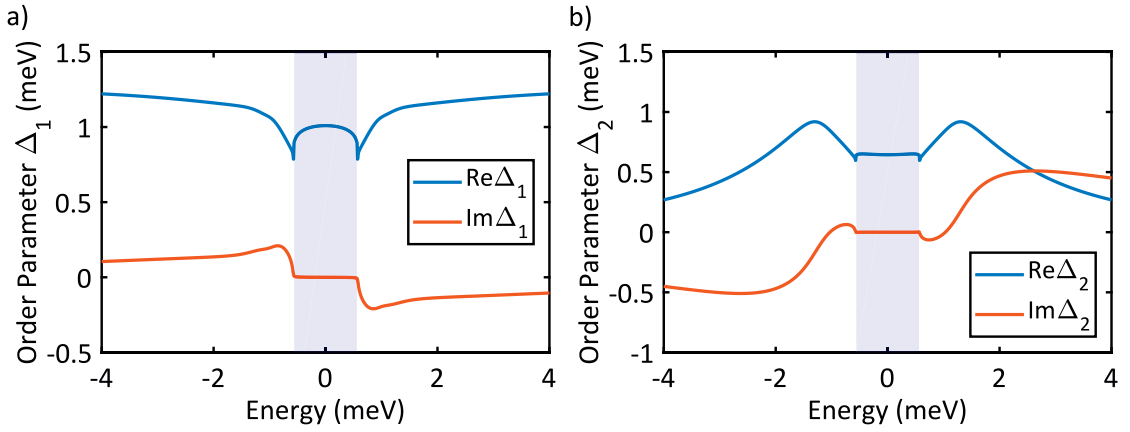 a)
Order Parameter Δ1 (meV)
1.5
1
0.5
0
-0.5
-4
-2
0
2
4
Energy (meV)
ReΔ1
ImΔ1
b)
Order Parameter Δ2 (meV)
1.5
1
0.5
0
-0.5
-1
-4
-2
0
2
4
Energy (meV)
ReΔ2
ImΔ2